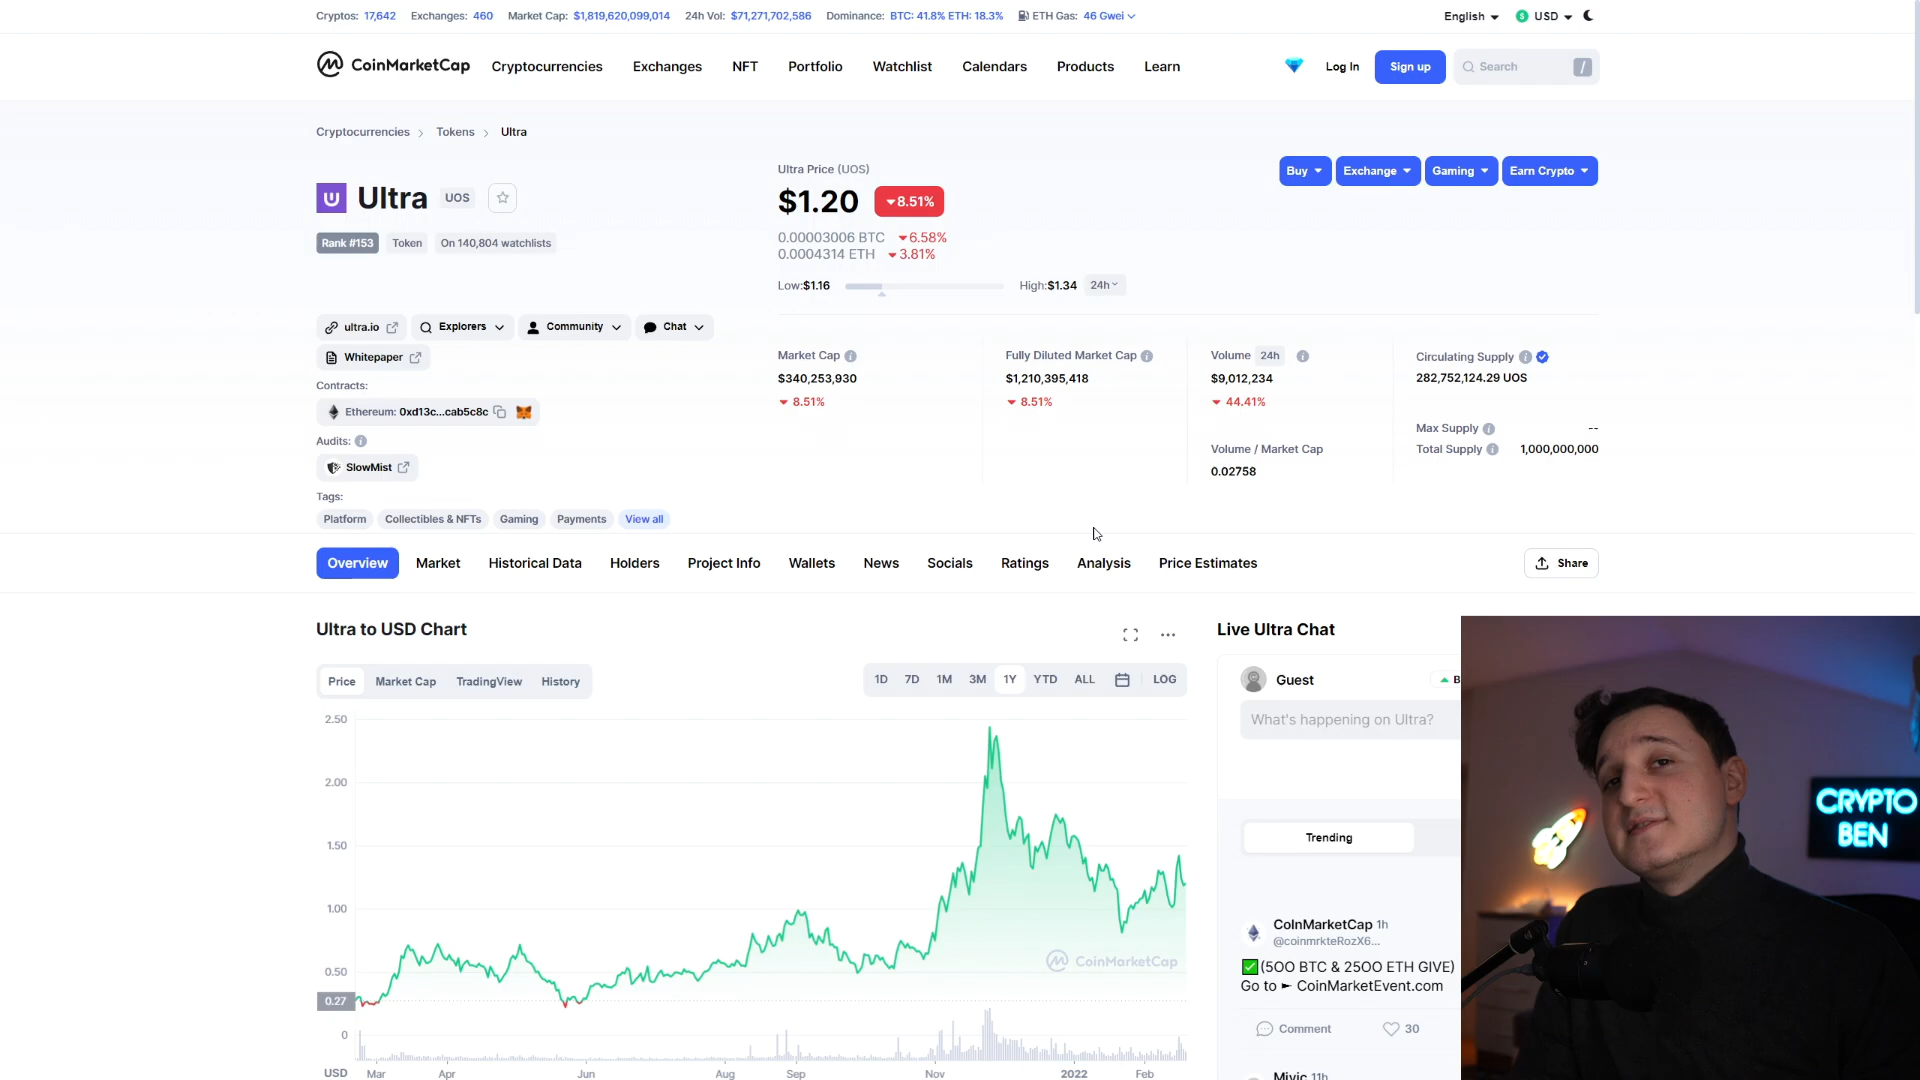 Cryptos: 17,642 Exchanges: 460 Market Cap: $1,819,620,099,014 24h Vol: $71,271,702,586 Dominance: BTC: 41.8% ETH: 18.3% ETH Gas: 46 Gwei
English USD
CoinMarketCap Cryptocurrencies Exchanges NFT Portfolio Watchlist Calendars Products Learn Log In Sign up Search /
Cryptocurrencies Tokens Ultra
Ultra UOS
Rank #153 Token On 140,804 watchlists
ultra.io Explorers Community Chat
Whitepaper
Contracts:
Ethereum: 0xd13c...cab5c8c
Audits:
SlowMist
Tags:
Platform Collectibles & NFTs Gaming Payments View all
Ultra Price (UOS)
$1.20 8.51%
0.00003006 BTC 6.58%
0.0004314 ETH 3.81%
Low:$1.16 High:$1.34 24h
Buy Exchange Gaming Earn Crypto
Market Cap
$340,253,930
8.51%
Fully Diluted Market Cap
$1,210,395,418
8.51%
Volume 24h
$9,012,234
44.41%
Volume / Market Cap
0.02758
Circulating Supply
282,752,124.29 UOS
Max Supply --
Total Supply 1,000,000,000
Overview Market Historical Data Holders Project Info Wallets News Socials Ratings Analysis Price Estimates Share
Ultra to USD Chart
Price Market Cap TradingView History 1D 7D 1M 3M 1Y YTD ALL LOG
2.50
2.00
1.50
1.00
0.50
0.27
0
CoinMarketCap
USD Mar Apr Jun Aug Sep Nov 2022 Feb
Live Ultra Chat
Guest B
What's happening on Ultra?
Trending
CoInMarketCap 1h
@coinmrkteRozX6...
✅(5OO BTC & 25OO ETH GIVE)
Go to ► CoinMarketEvent.com
Comment 30
Mivic 11h
CRYPTO
BEN